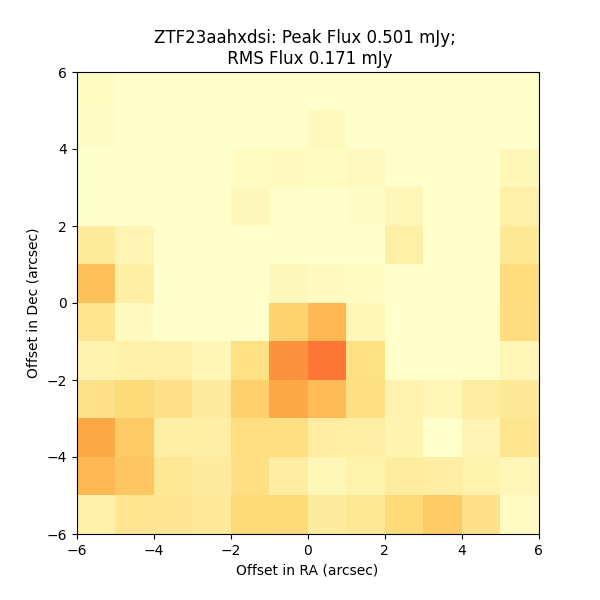 ZTF23aahxdsi: Peak Flux 0.501 mJy;
RMS Flux 0.171 mJy
6
4
2
0
−2
−4
−6
Offset in Dec (arcsec)
−6 −4 −2 0 2 4 6
Offset in RA (arcsec)